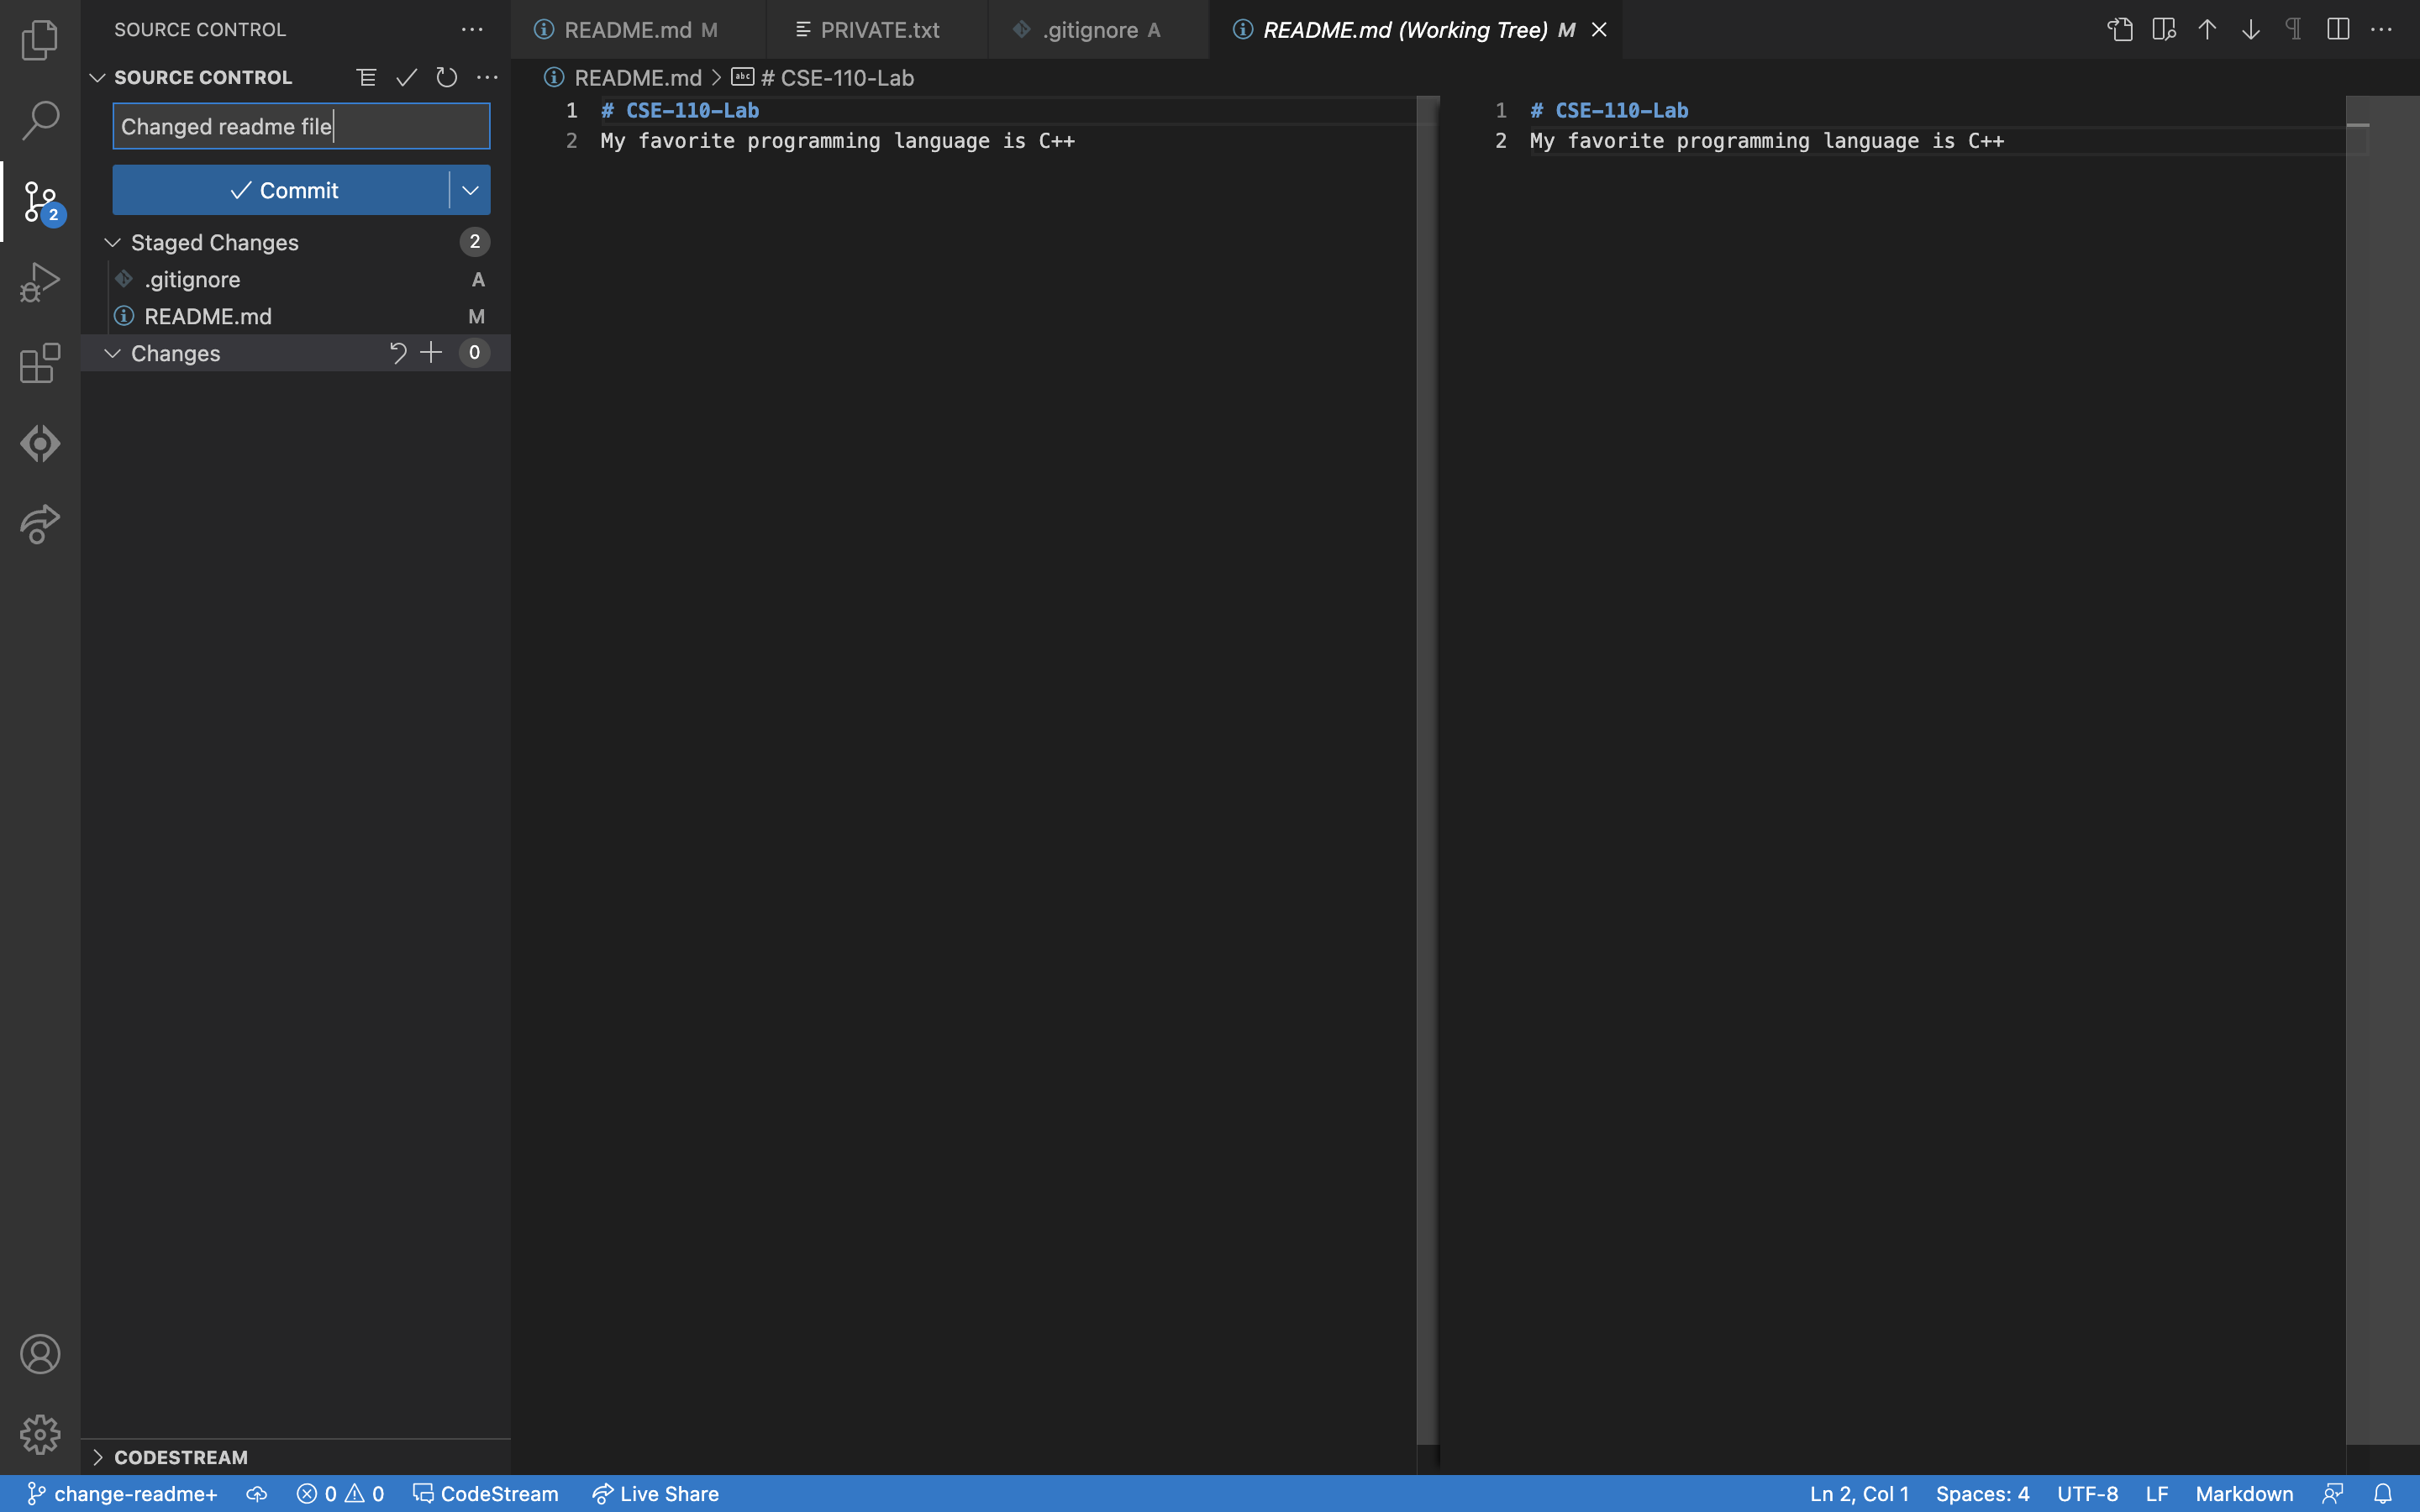 SOURCE CONTROL
SOURCE CONTROL
Changed readme file
Commit
Staged Changes 2
.gitignore A
README.md M
Changes 0
CODESTREAM
2
README.md M
PRIVATE.txt
.gitignore A
README.md (Working Tree) M
README.md > # CSE-110-Lab
1 # CSE-110-Lab
2 My favorite programming language is C++
1 # CSE-110-Lab
2 My favorite programming language is C++
change-readme+ 0 0 CodeStream Live Share Ln 2, Col 1 Spaces: 4 UTF-8 LF Markdown